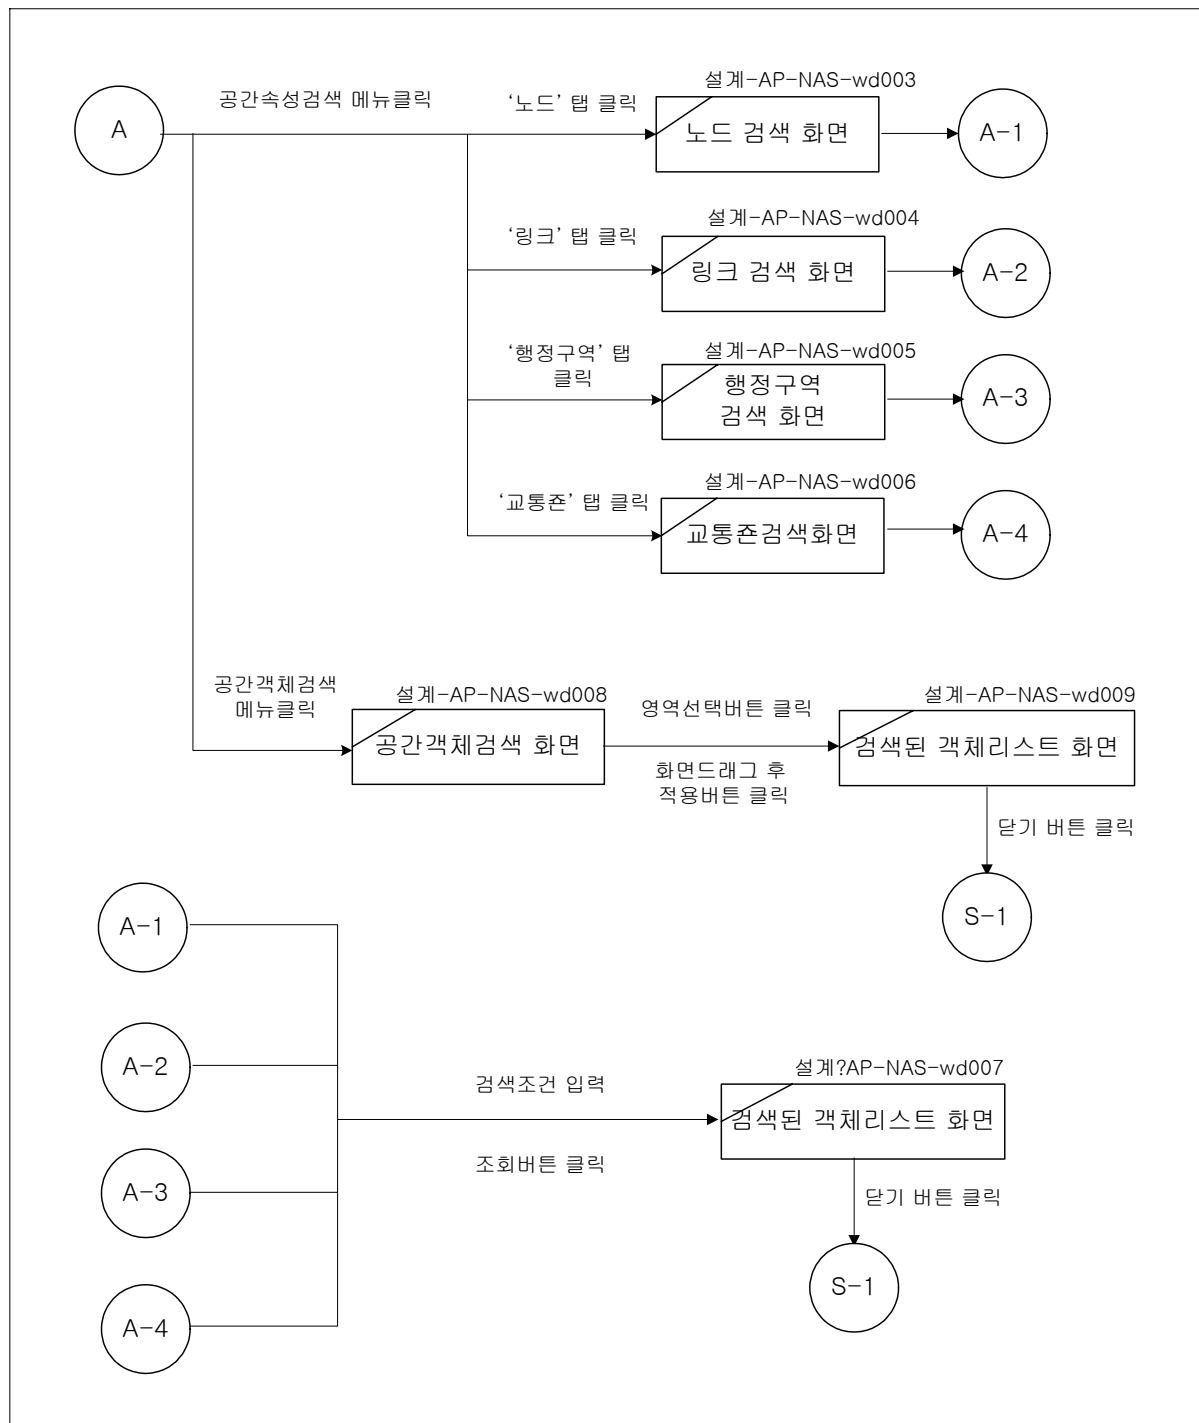 설계-AP-NAS-wd003
공간속성검색 메뉴클릭
‘노드’ 탭 클릭
A
노드 검색 화면
A-1
설계-AP-NAS-wd004
‘링크’ 탭 클릭
링크 검색 화면
A-2
‘행정구역’ 탭
클릭
설계-AP-NAS-wd005
행정구역
검색 화면
A-3
설계-AP-NAS-wd006
‘교통죤’ 탭 클릭
교통죤검색화면
A-4
공간객체검색
메뉴클릭
설계-AP-NAS-wd008
공간객체검색 화면
영역선택버튼 클릭
화면드래그 후
적용버튼 클릭
설계-AP-NAS-wd009
검색된 객체리스트 화면
닫기 버튼 클릭
S-1
A-1
A-2
A-3
A-4
검색조건 입력
조회버튼 클릭
설계?AP-NAS-wd007
검색된 객체리스트 화면
닫기 버튼 클릭
S-1